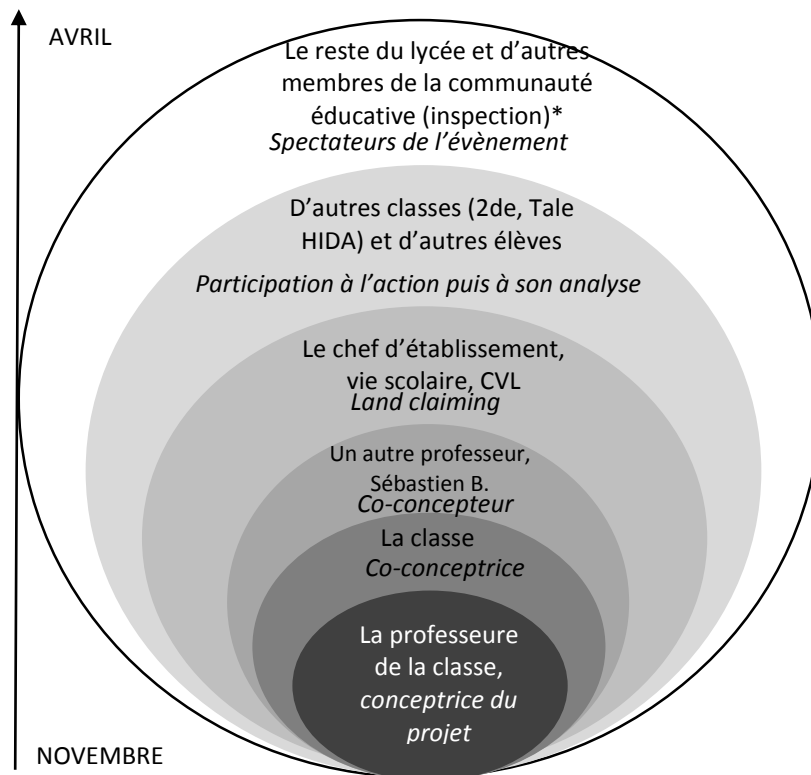 AVRIL
Le reste du lycée et d’autres
membres de la communauté
éducative (inspection)*
Spectateurs de l’évènement
D’autres classes (2de, Tale
HIDA) et d’autres élèves
Participation à l’action puis à son analyse
Le chef d’établissement,
vie scolaire, CVL
Land claiming
Un autre professeur,
Sébastien B.
Co-concepteur
La classe
Co-conceptrice
La professeure
de la classe,
conceptrice du
projet
NOVEMBRE